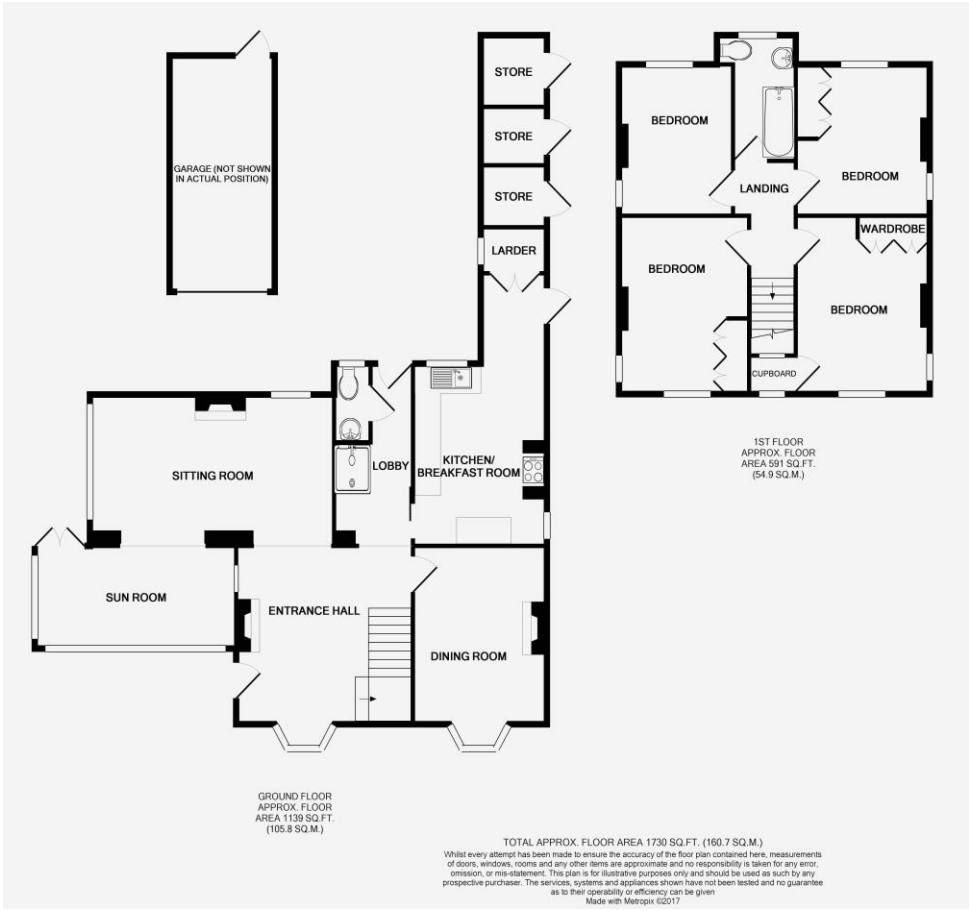 GARAGE (NOT SHOWN
IN ACTUAL POSITION)
STORE
STORE
STORE
LARDER
SITTING ROOM
LOBBY
KITCHEN/
BREAKFAST ROOM
SUN ROOM
ENTRANCE HALL
DINING ROOM
GROUND FLOOR
APPROX. FLOOR
AREA 1139 SQ.FT.
(105.8 SQ.M.)
BEDROOM
LANDING
BEDROOM
WARDROBE
BEDROOM
BEDROOM
CUPBOARD
1ST FLOOR
APPROX. FLOOR
AREA 591 SQ.FT.
(54.9 SQ.M.)
TOTAL APPROX. FLOOR AREA 1730 SQ.FT. (160.7 SQ.M.)
Whilst every attempt has been made to ensure the accuracy of the floor plan contained here, measurements
of doors, windows, rooms and any other items are approximate and no responsibility is taken for any error,
omission, or mis-statement. This plan is for illustrative purposes only and should be used as such by any
prospective purchaser. The services, systems and appliances shown have not been tested and no guarantee
as to their operability or efficiency can be given
Made with Metropix ©2017